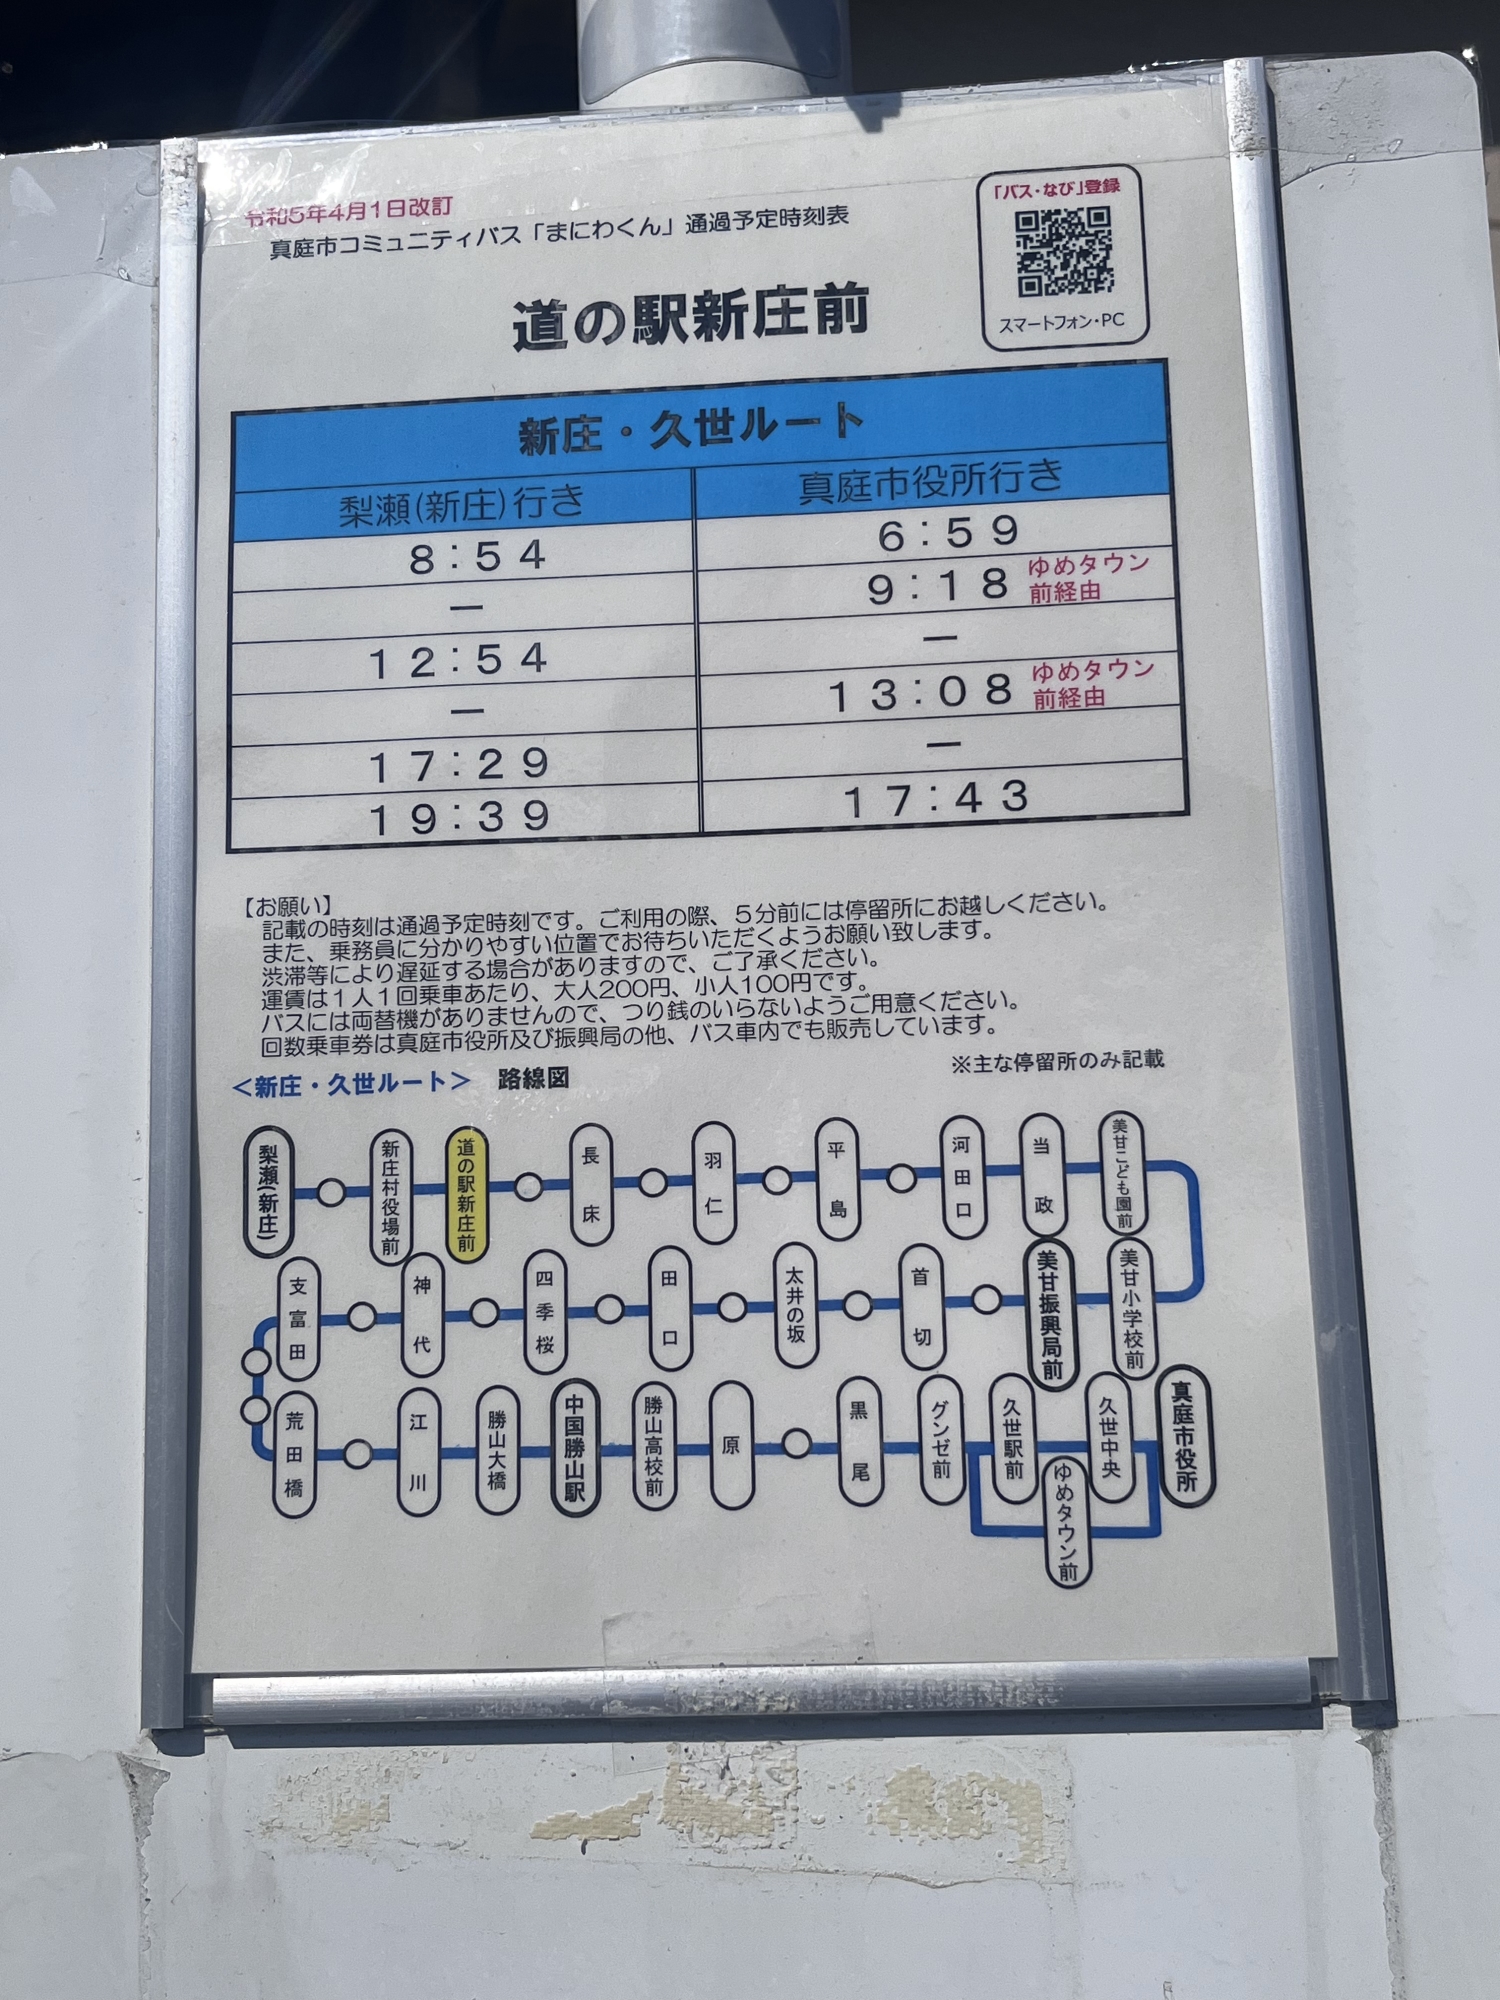 令和5年4月1日改訂
真庭市コミュニティバス「まにわくん」通過予定時刻表
「バス・なび」登録
スマートフォン・PC
道の駅新庄前
新庄・久世ルート
梨瀬(新庄)行き 真庭市役所行き
8:54 6:59
ー 9:18 ゆめタウン前経由
12:54 ー
ー 13:08 ゆめタウン前経由
17:29 ー
19:39 17:43
【お願い】
記載の時刻は通過予定時刻です。ご利用の際、5分前には停留所にお越しください。
また、乗務員に分かりやすい位置でお待ちいただくようお願い致します。
渋滞等により遅延する場合がありますので、ご了承ください。
運賃は1人1回乗車あたり、大人200円、小人100円です。
バスには両替機がありませんので、つり銭のいらないようご用意ください。
回数乗車券は真庭市役所及び振興局の他、バス車内でも販売しています。
※主な停留所のみ記載
＜新庄・久世ルート＞ 路線図
梨瀬(新庄)
新庄村役場前
道の駅新庄前
長床
羽仁
平島
河田口
当政
美甘こども園前
支富田
神代
四季桜
田口
太井の坂
首切
美甘振興局前
美甘小学校前
荒田橋
江川
勝山大橋
中国勝山駅
勝山高校前
原
黒尾
グンゼ前
久世駅前
ゆめタウン前
久世中央
真庭市役所